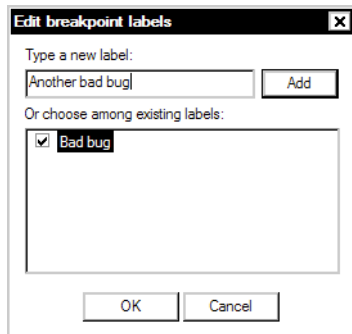 Edit breakpoint labels
Type a new label:
Another bad bug
Add
Or choose among existing labels:
Bad bug
OK
Cancel